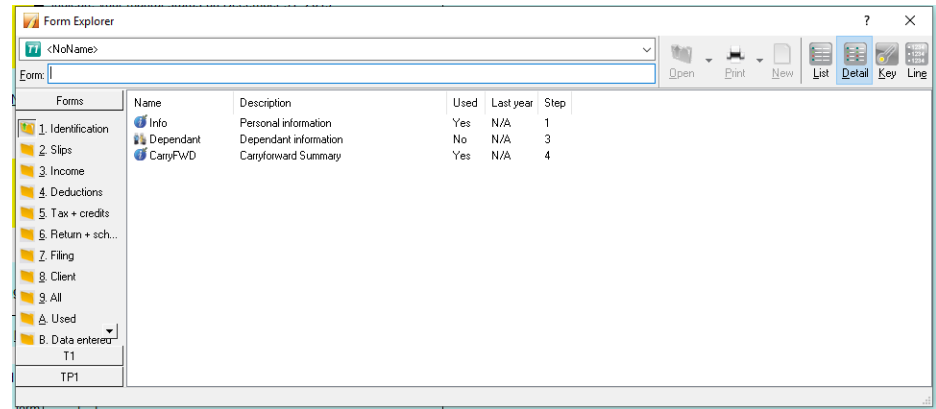 Form Explorer
? ×
T1 <NoName>
Form:
Open Print New List Detail Key Line
Forms
1. Identification
2. Slips
3. Income
4. Deductions
5. Tax + credits
6. Return + sch...
7. Filing
8. Client
9. All
A. Used
B. Data entered
T1
TP1
Name Description Used Last year Step
Info Personal information Yes N/A 1
Dependant Dependant information No N/A 3
CarryFWD Carryforward Summary Yes N/A 4